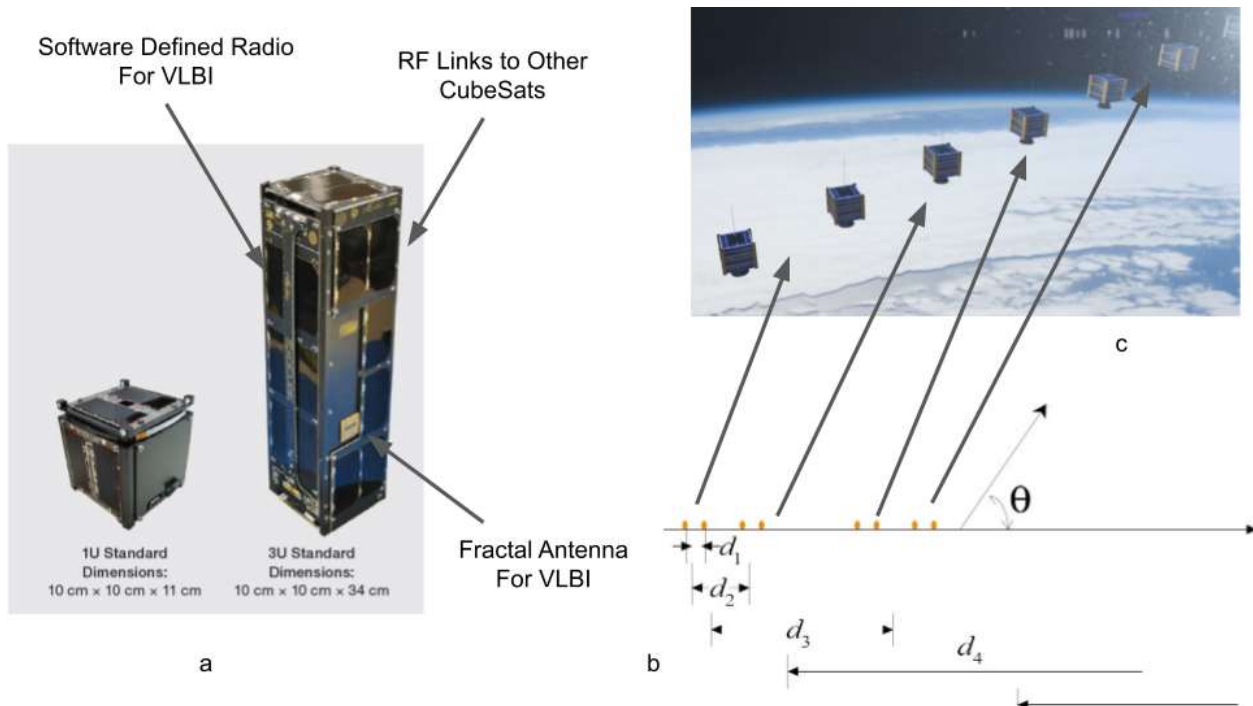 Software Defined Radio
For VLBI
RF Links to Other
CubeSats
1U Standard
Dimensions:
10 cm × 10 cm × 11 cm
3U Standard
Dimensions:
10 cm × 10 cm × 34 cm
Fractal Antenna
For VLBI
a
c
θ
d1
d2
d3
d4
b